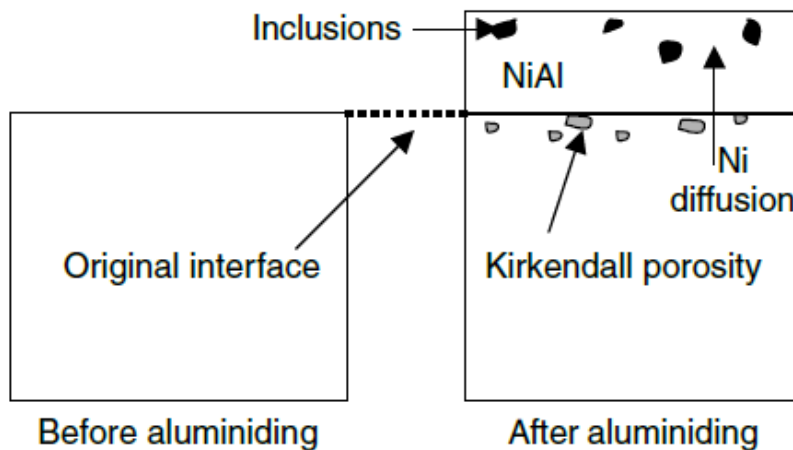 Inclusions
NiAl
Ni
diffusion
Original interface
Kirkendall porosity
Before aluminiding
After aluminiding